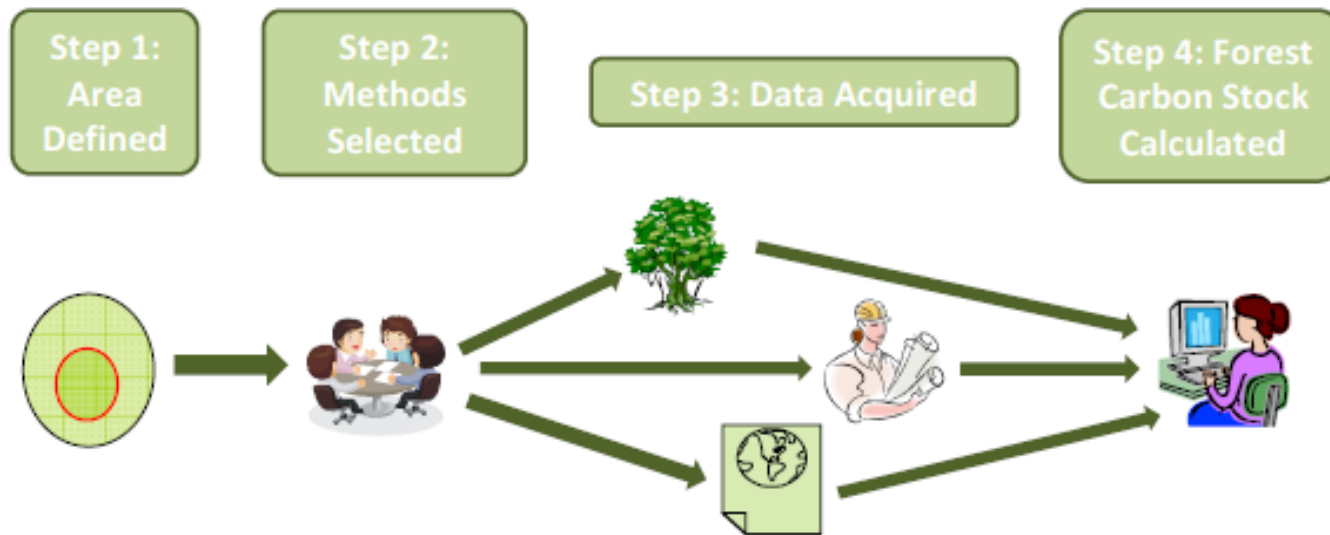 Step 1:
Area
Defined
Step 2:
Methods
Selected
Step 3: Data Acquired
Step 4: Forest
Carbon Stock
Calculated